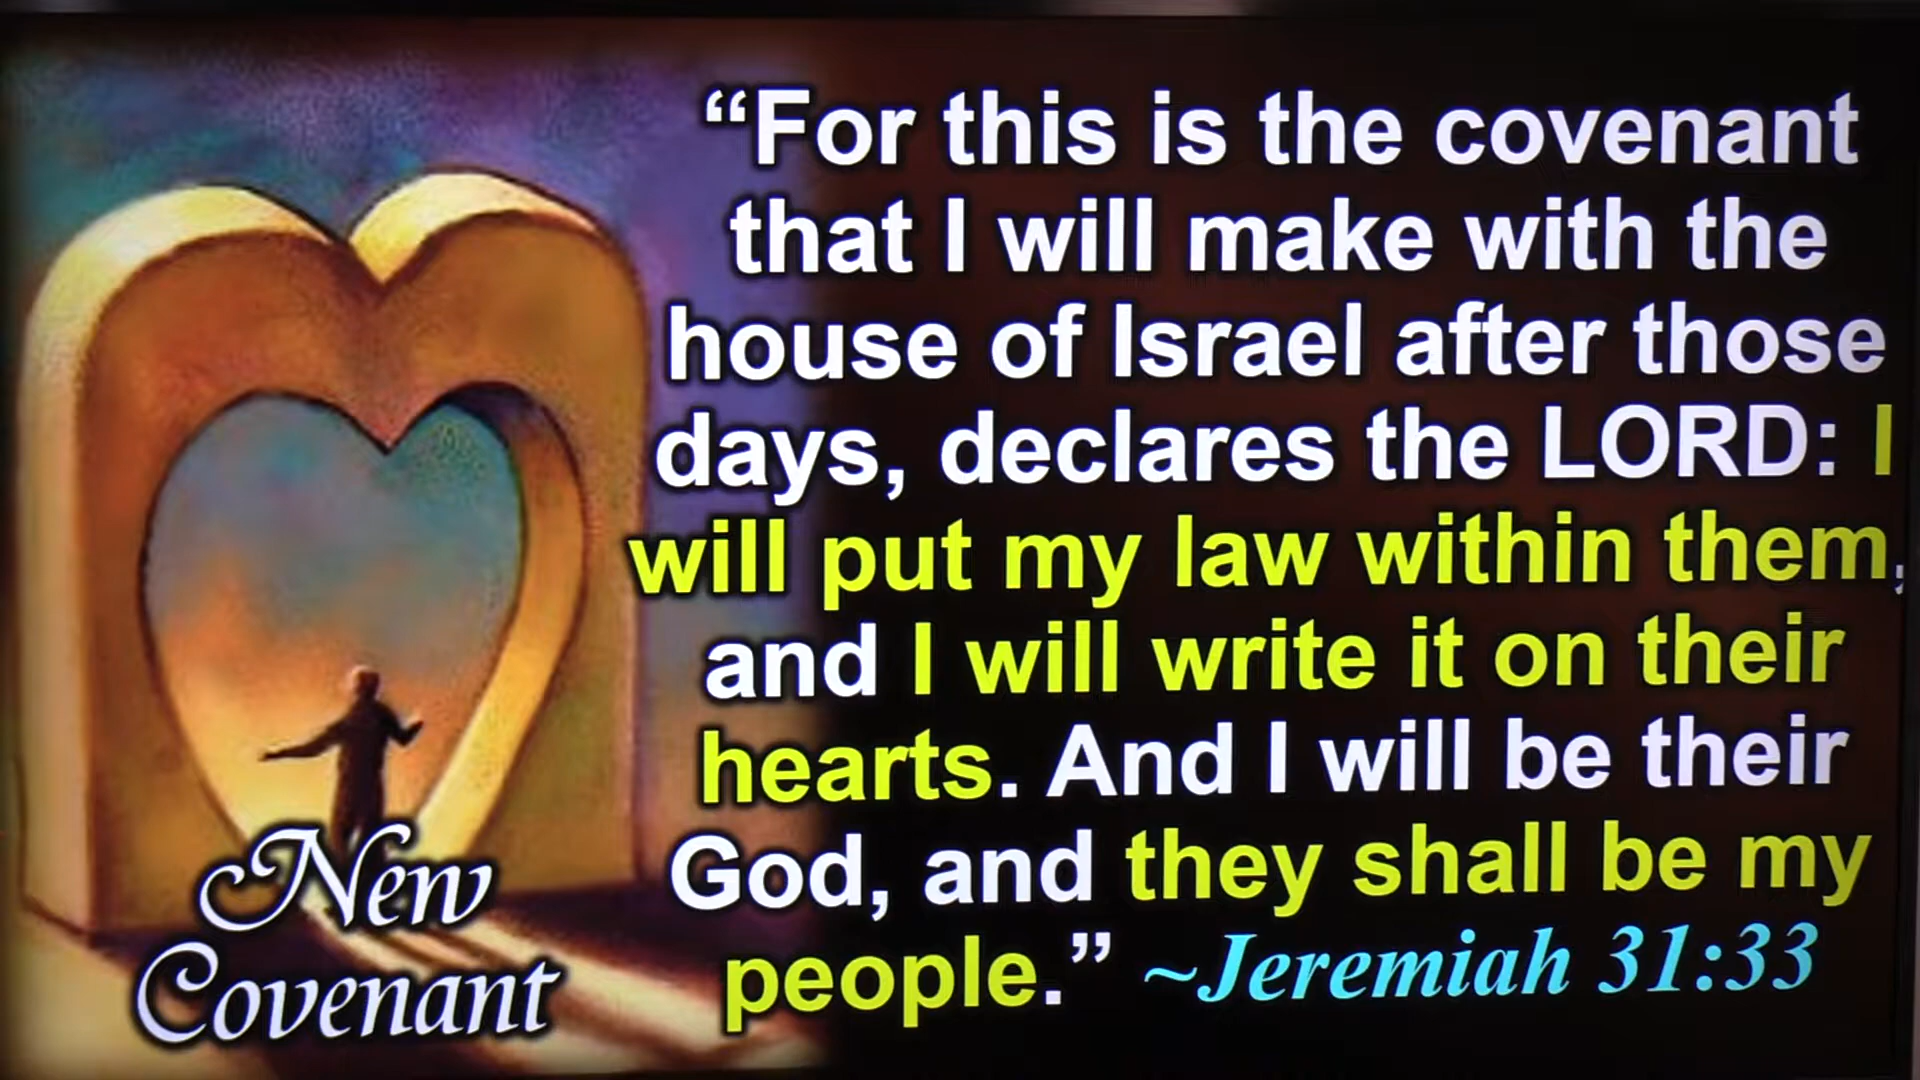 “For this is the covenant
that I will make with the
house of Israel after those
days, declares the LORD: I
will put my law within them,
and I will write it on their
hearts. And I will be their
God, and they shall be my
people.” ~Jeremiah 31:33
New
Covenant